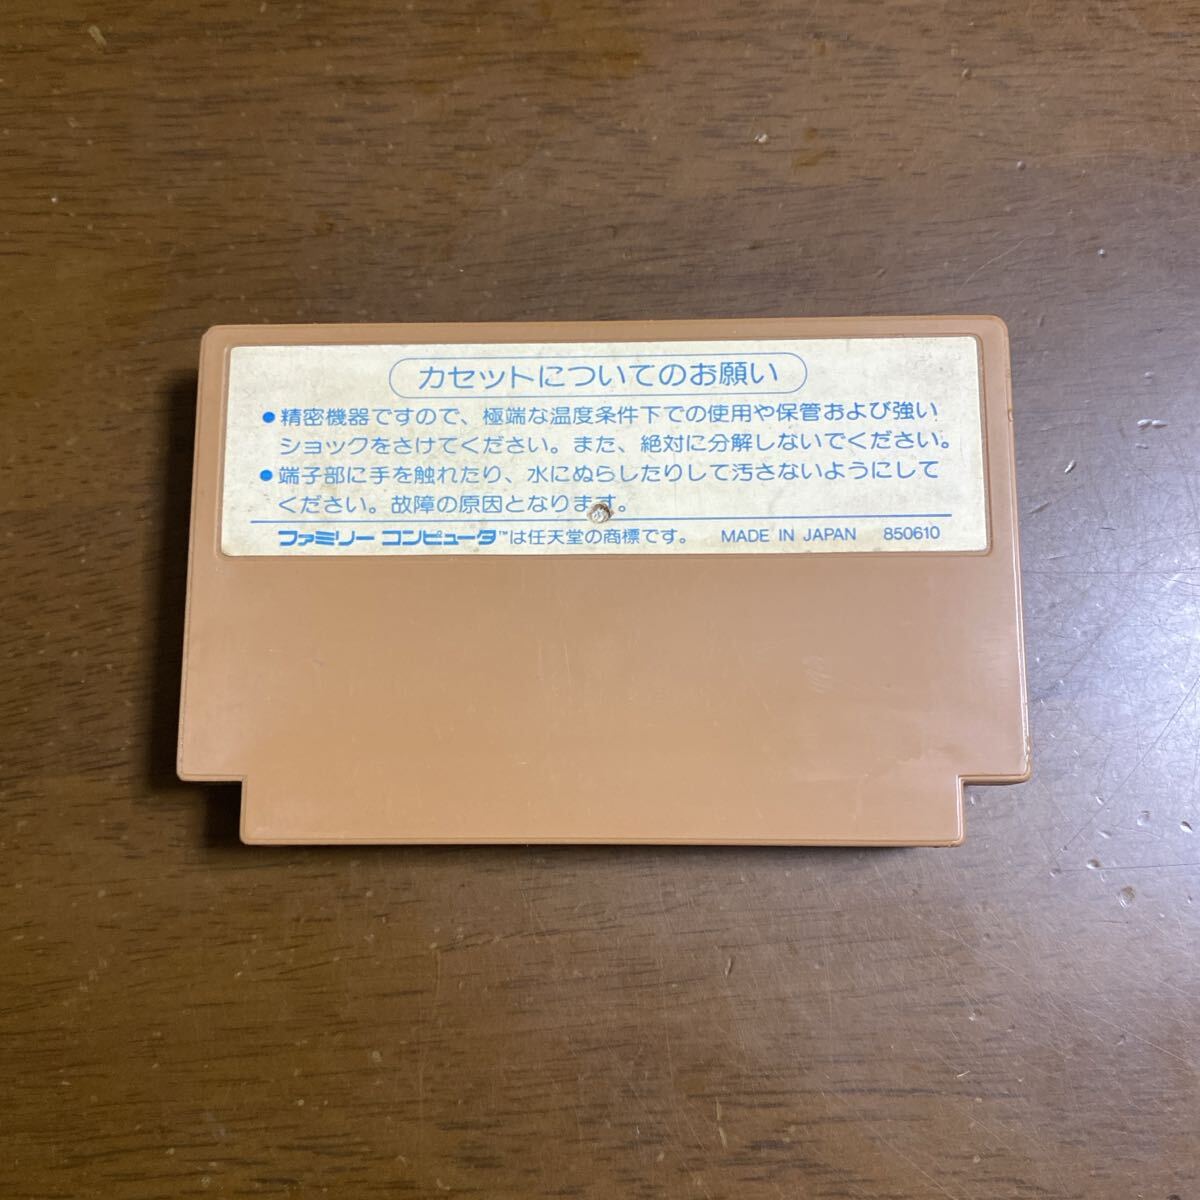 カセットについてのお願い
●精密機器ですので、極端な温度条件下での使用や保管および強い
ショックをさけてください。また、絶対に分解しないでください。
●端子部に手を触れたり、水にぬらしたりして汚さないようにして
ください。故障の原因となります。
ファミリー コンピュータ™は任天堂の商標です。 MADE IN JAPAN 850610